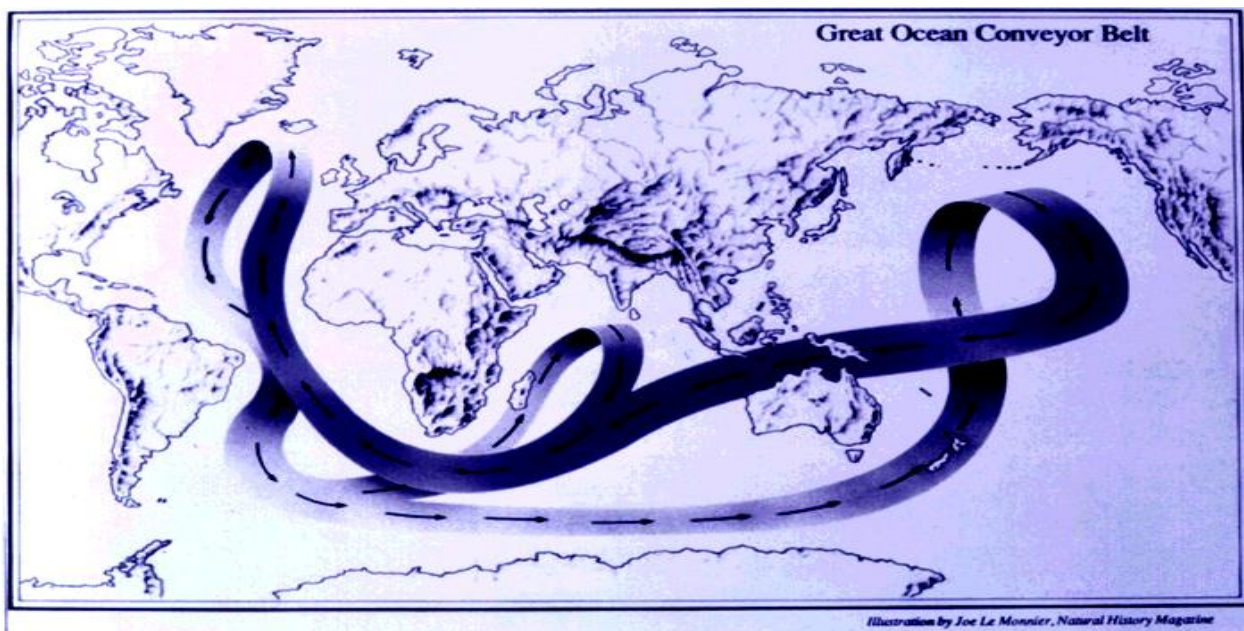 Great Ocean Conveyor Belt
Illustration by Joe Le Monnier, Natural History Magazine